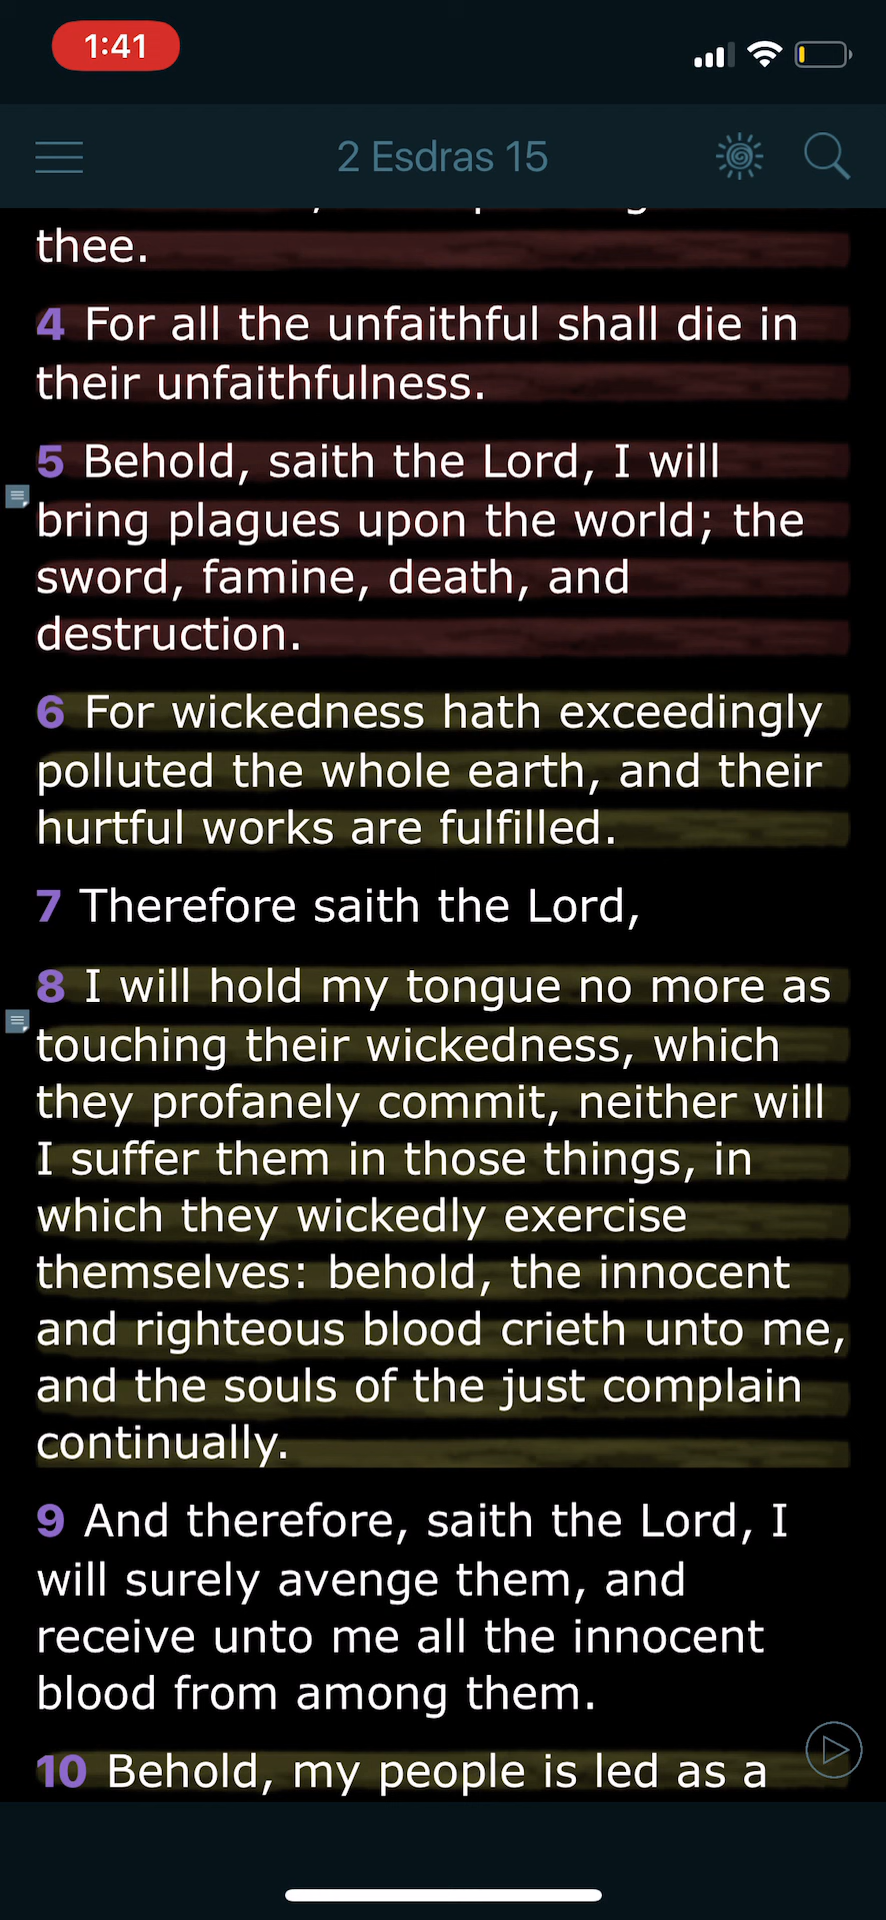 1:41
2 Esdras 15
thee.
4 For all the unfaithful shall die in
their unfaithfulness.
5 Behold, saith the Lord, I will
bring plagues upon the world; the
sword, famine, death, and
destruction.
6 For wickedness hath exceedingly
polluted the whole earth, and their
hurtful works are fulfilled.
7 Therefore saith the Lord,
8 I will hold my tongue no more as
touching their wickedness, which
they profanely commit, neither will
I suffer them in those things, in
which they wickedly exercise
themselves: behold, the innocent
and righteous blood crieth unto me,
and the souls of the just complain
continually.
9 And therefore, saith the Lord, I
will surely avenge them, and
receive unto me all the innocent
blood from among them.
10 Behold, my people is led as a